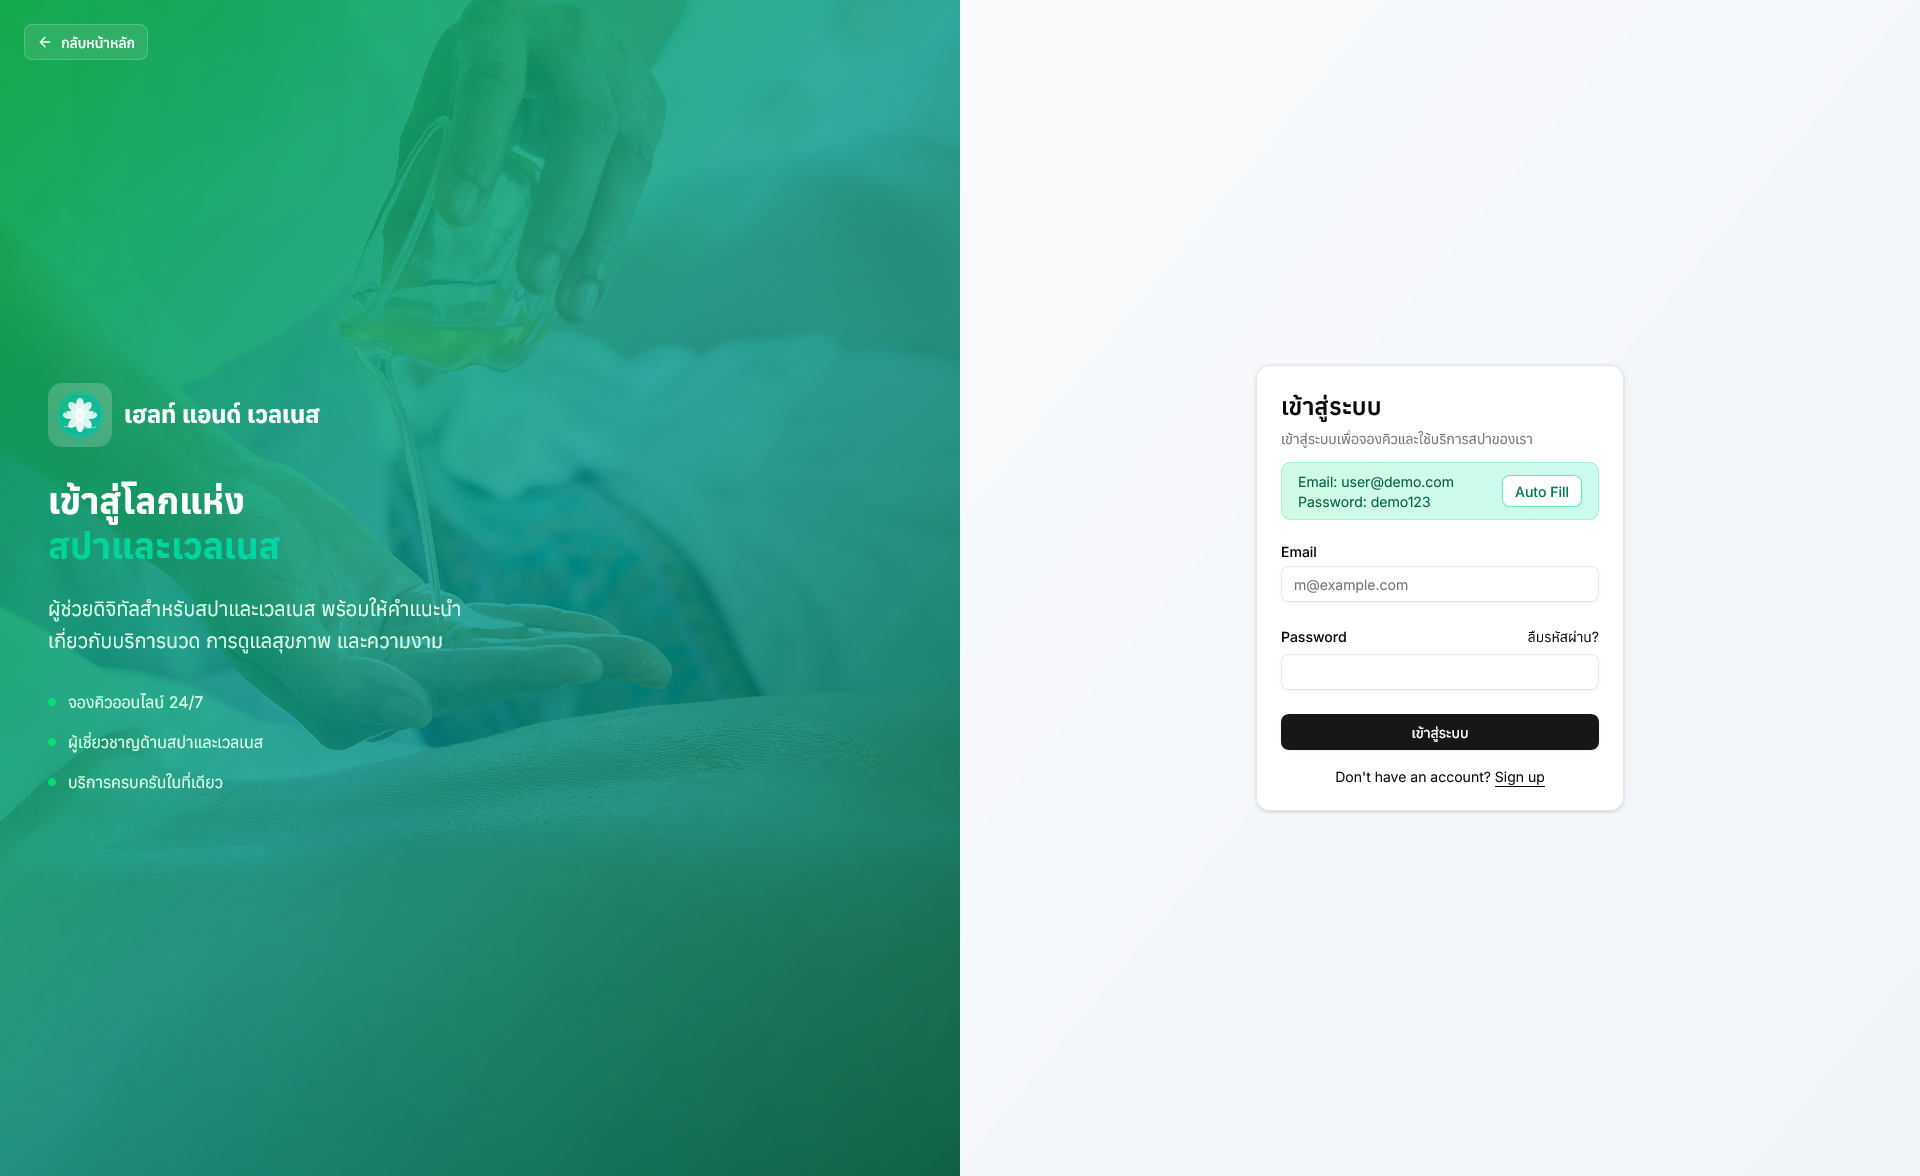 กลับหน้าหลัก
เฮลท์ แอนด์ เวลเนส
เข้าสู่โลกแห่ง
สปาและเวลเนส
ผู้ช่วยดิจิทัลสำหรับสปาและเวลเนส พร้อมให้คำแนะนำ
เกี่ยวกับบริการนวด การดูแลสุขภาพ และความงาม
จองคิวออนไลน์ 24/7
ผู้เชี่ยวชาญด้านสปาและเวลเนส
บริการครบครันในที่เดียว
เข้าสู่ระบบ
เข้าสู่ระบบเพื่อจองคิวและใช้บริการสปาของเรา
Email: user@demo.com
Password: demo123
Auto Fill
Email
m@example.com
Password ลืมรหัสผ่าน?
เข้าสู่ระบบ
Don't have an account? Sign up